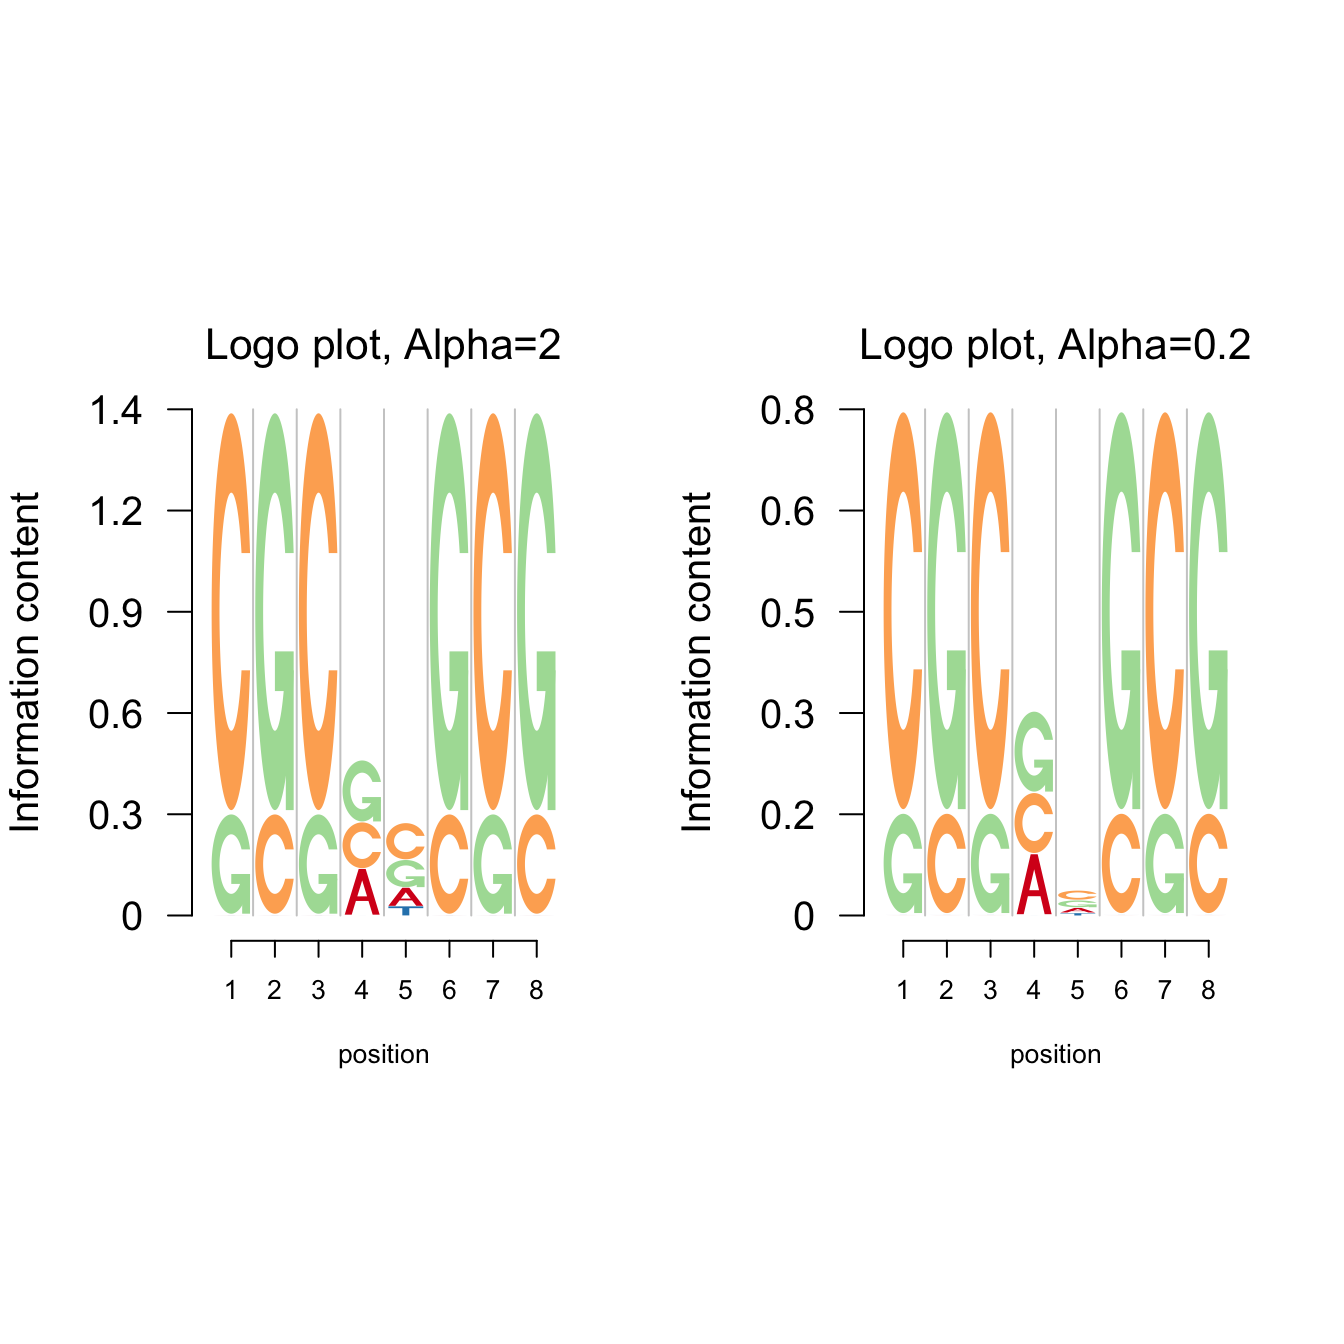 Logo plot, Alpha=2
Information content
1.4
1.2
0.9
0.6
0.3
0
C G C G G C G
G C G C C C G C
A G
A
T
1 2 3 4 5 6 7 8
position
Logo plot, Alpha=0.2
Information content
0.8
0.6
0.5
0.3
0.2
0
C G C G G C G
G C G C C C G C
A G
A
T
1 2 3 4 5 6 7 8
position